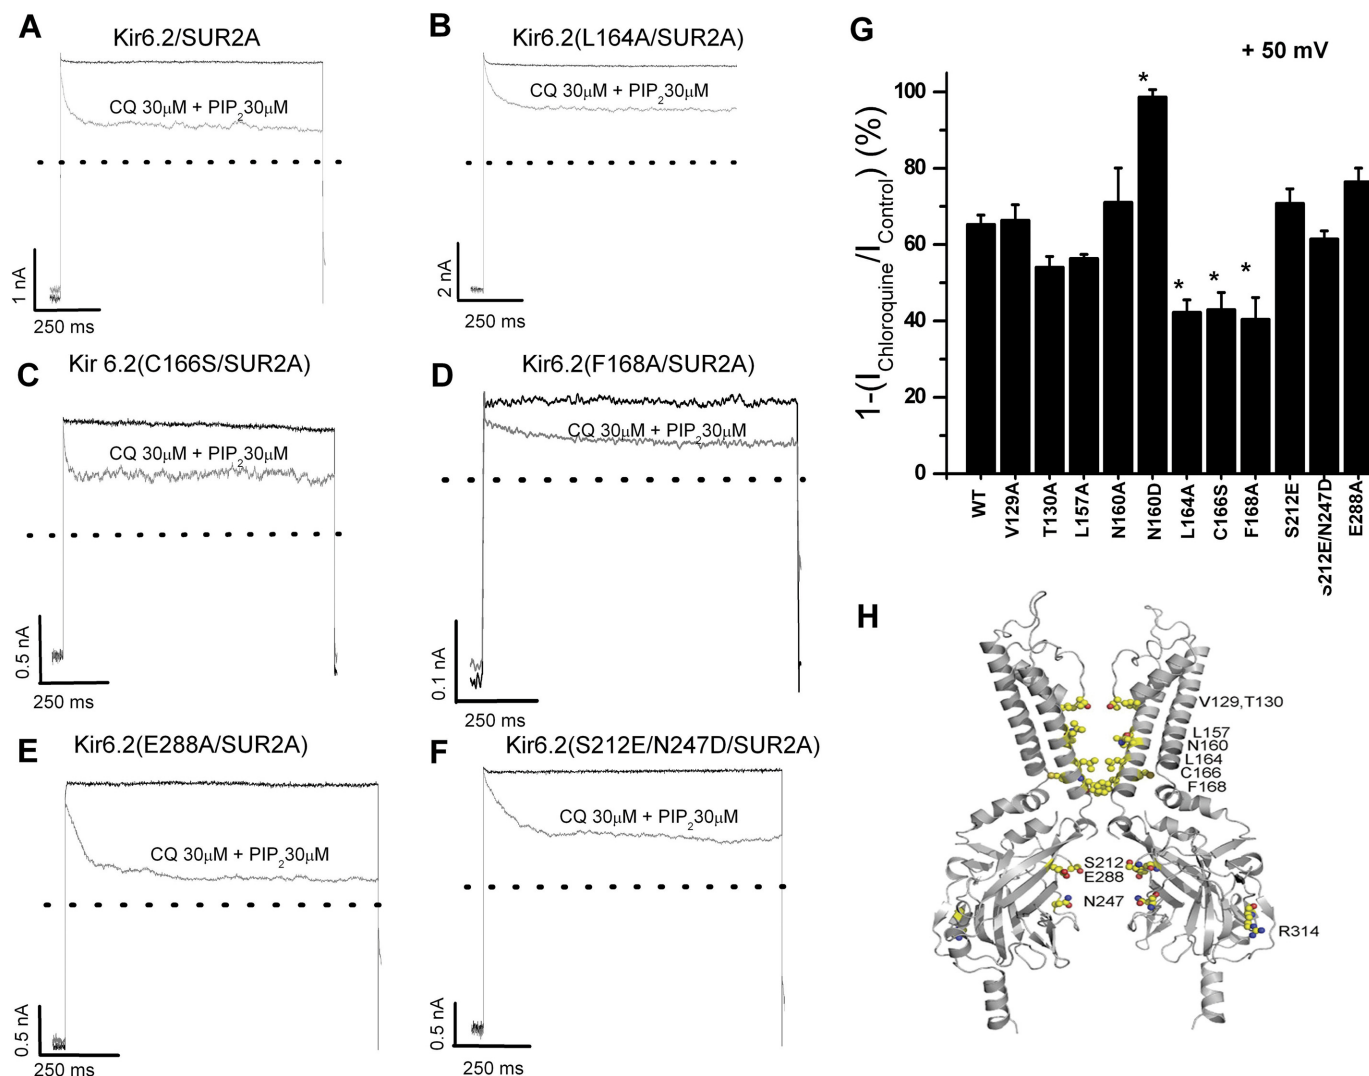 A
Kir6.2/SUR2A
CQ 30μM + PIP₂30μM
1 nA
250 ms
B
Kir6.2(L164A/SUR2A)
CQ 30μM + PIP₂30μM
2 nA
250 ms
C
Kir 6.2(C166S/SUR2A)
CQ 30μM + PIP₂30μM
0.5 nA
250 ms
D
Kir6.2(F168A/SUR2A)
CQ 30μM + PIP₂30μM
0.1 nA
250 ms
E
Kir6.2(E288A/SUR2A)
CQ 30μM + PIP₂30μM
0.5 nA
250 ms
F
Kir6.2(S212E/N247D/SUR2A)
CQ 30μM + PIP₂30μM
0.5 nA
250 ms
G
+ 50 mV
1-(I_Chloroquine/I_Control) (%)
100
80
60
40
20
0
*
*
*
*
WT
V129A
T130A
L157A
N160A
N160D
L164A
C166S
F168A
S212E
S212E/N247D
E288A
H
V129,T130
L157
N160
L164
C166
F168
S212
E288
N247
R314